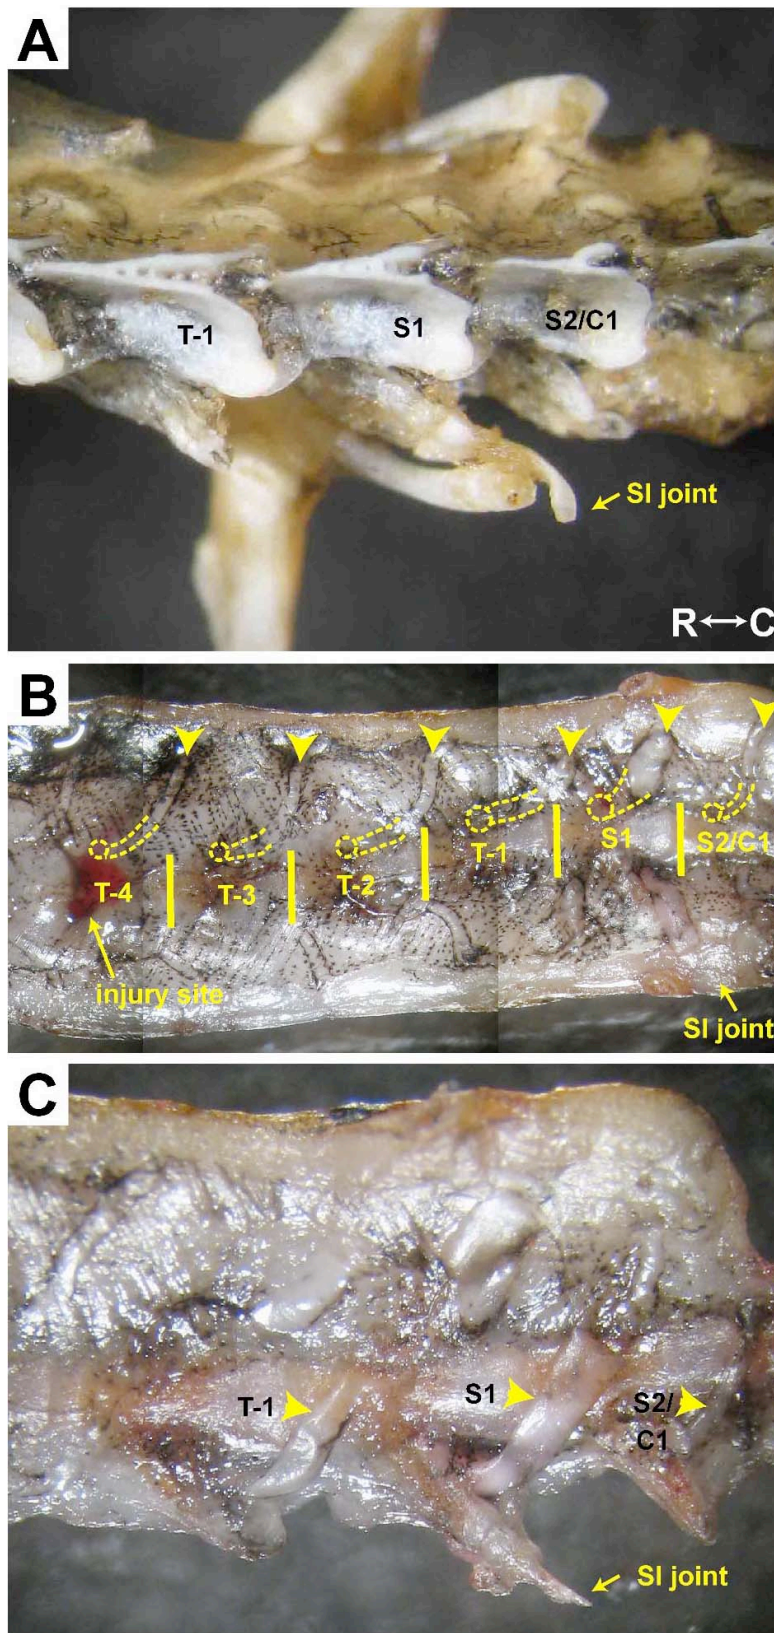 A
T-1
S1
S2/C1
SI joint
R↔C
B
T-4
T-3
T-2
T-1
S1
S2/C1
injury site
SI joint
C
T-1
S1
S2/
C1
SI joint